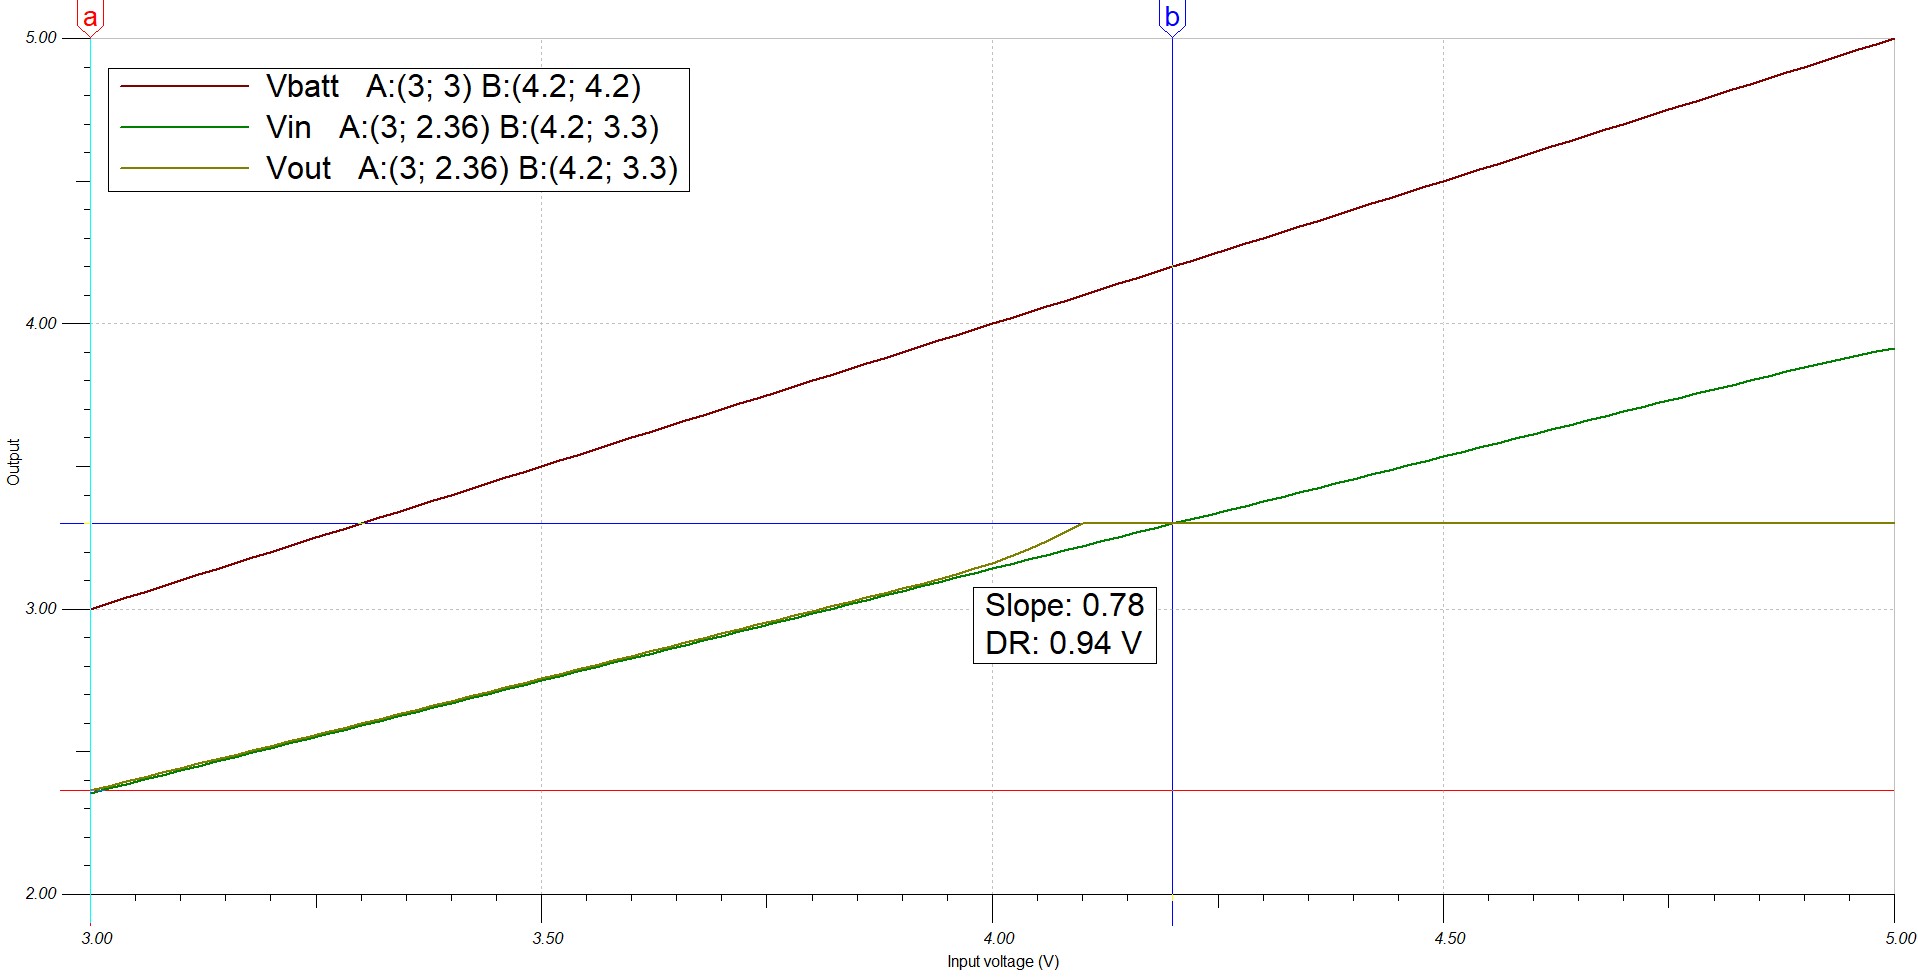 a
b
5.00
Vbatt A:(3; 3) B:(4.2; 4.2)
Vin A:(3; 2.36) B:(4.2; 3.3)
Vout A:(3; 2.36) B:(4.2; 3.3)
4.00
Output
Slope: 0.78
DR: 0.94 V
3.00
2.00
3.00 3.50 4.00 4.50 5.00
Input voltage (V)